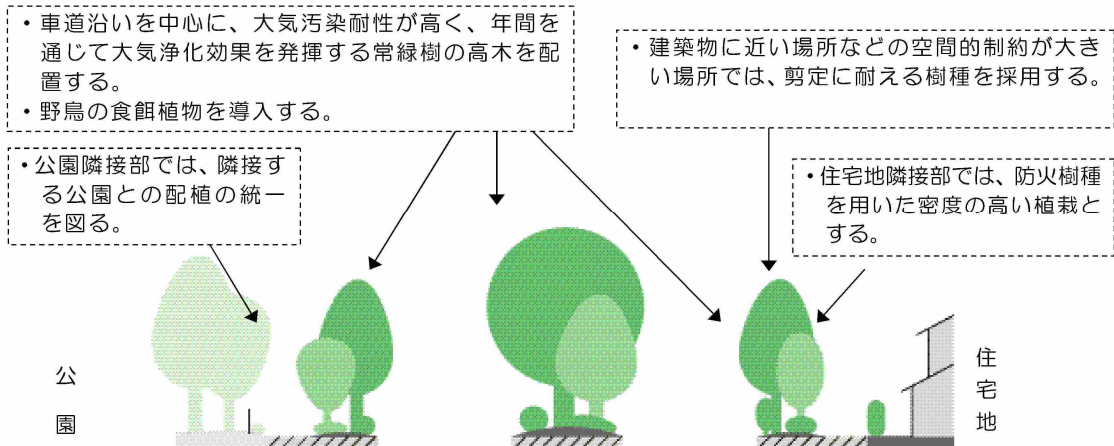 ・車道沿いを中心に、大気汚染耐性が高く、年間を
通じて大気浄化効果を発揮する常緑樹の高木を配
置する。
・野鳥の食餌植物を導入する。
・建築物に近い場所などの空間的制約が大き
い場所では、剪定に耐える樹種を採用する。
・公園隣接部では、隣接す
る公園との配植の統一
を図る。
・住宅地隣接部では、防火樹種
を用いた密度の高い植栽と
する。
公園
住宅地